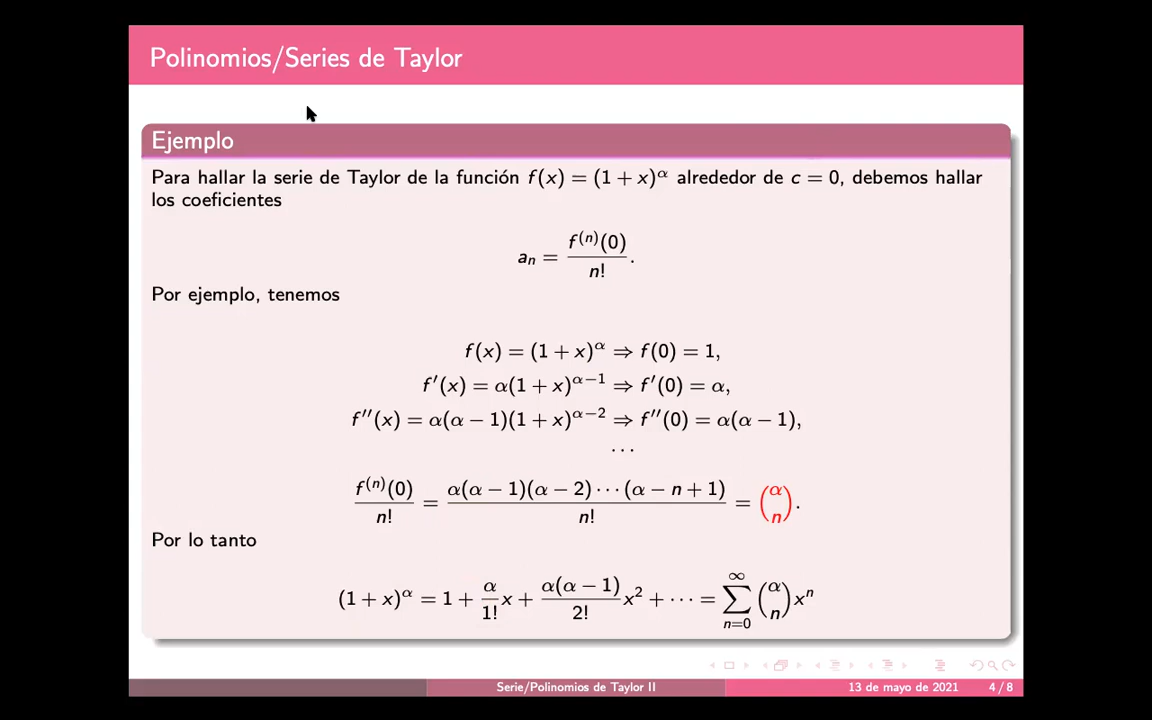 Polinomios/Series de Taylor
Ejemplo
Para hallar la serie de Taylor de la función f(x) = (1 + x)^α alrededor de c = 0, debemos hallar
los coeficientes
a_n = f^(n)(0) / n! .
Por ejemplo, tenemos
f(x) = (1 + x)^α ⇒ f(0) = 1,
f′(x) = α(1 + x)^(α−1) ⇒ f′(0) = α,
f′′(x) = α(α − 1)(1 + x)^(α−2) ⇒ f′′(0) = α(α − 1),
⋯
f^(n)(0) / n! = α(α − 1)(α − 2) ⋯ (α − n + 1) / n! = (α n).
Por lo tanto
(1 + x)^α = 1 + α/1! x + α(α − 1)/2! x² + ⋯ = ∑_{n=0}^{∞} (α n) x^n
Serie/Polinomios de Taylor II 13 de mayo de 2021 4 / 8